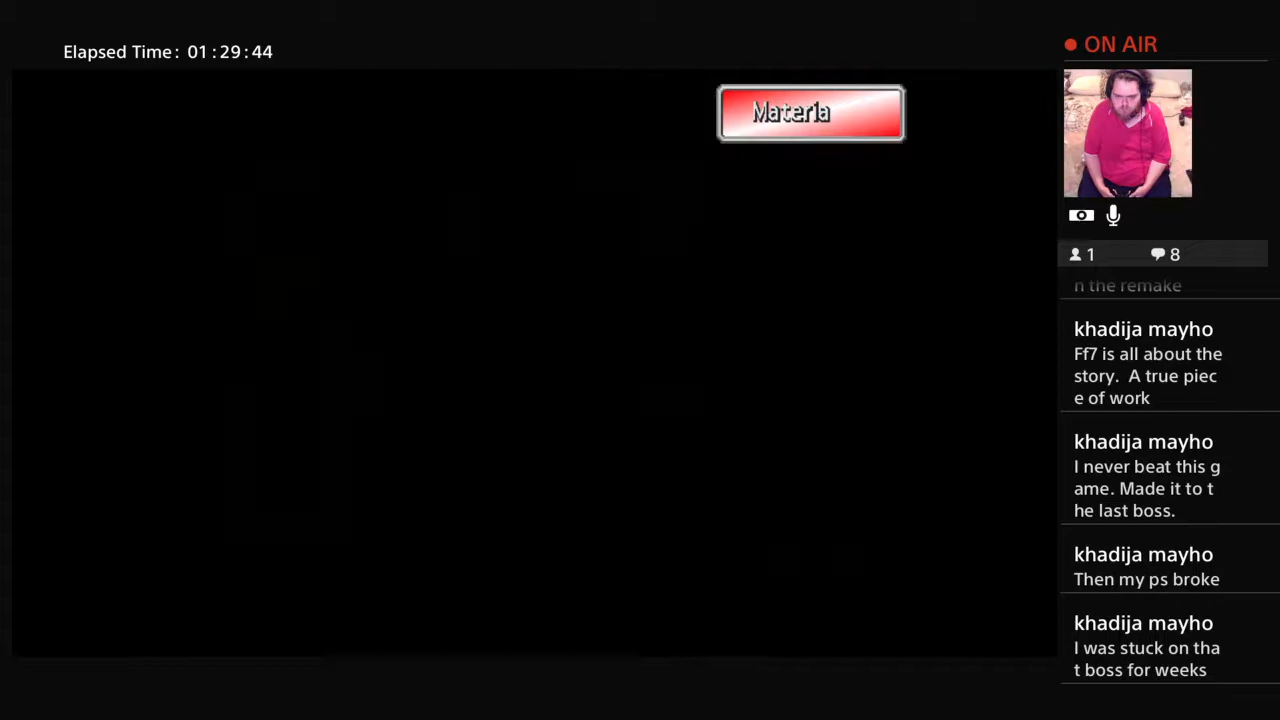 Elapsed Time: 01:29:44
Materia
ON AIR
1 8
n the remake
khadija mayho
Ff7 is all about the
story.  A true piec
e of work
khadija mayho
I never beat this g
ame. Made it to t
he last boss.
khadija mayho
Then my ps broke
khadija mayho
I was stuck on tha
t boss for weeks